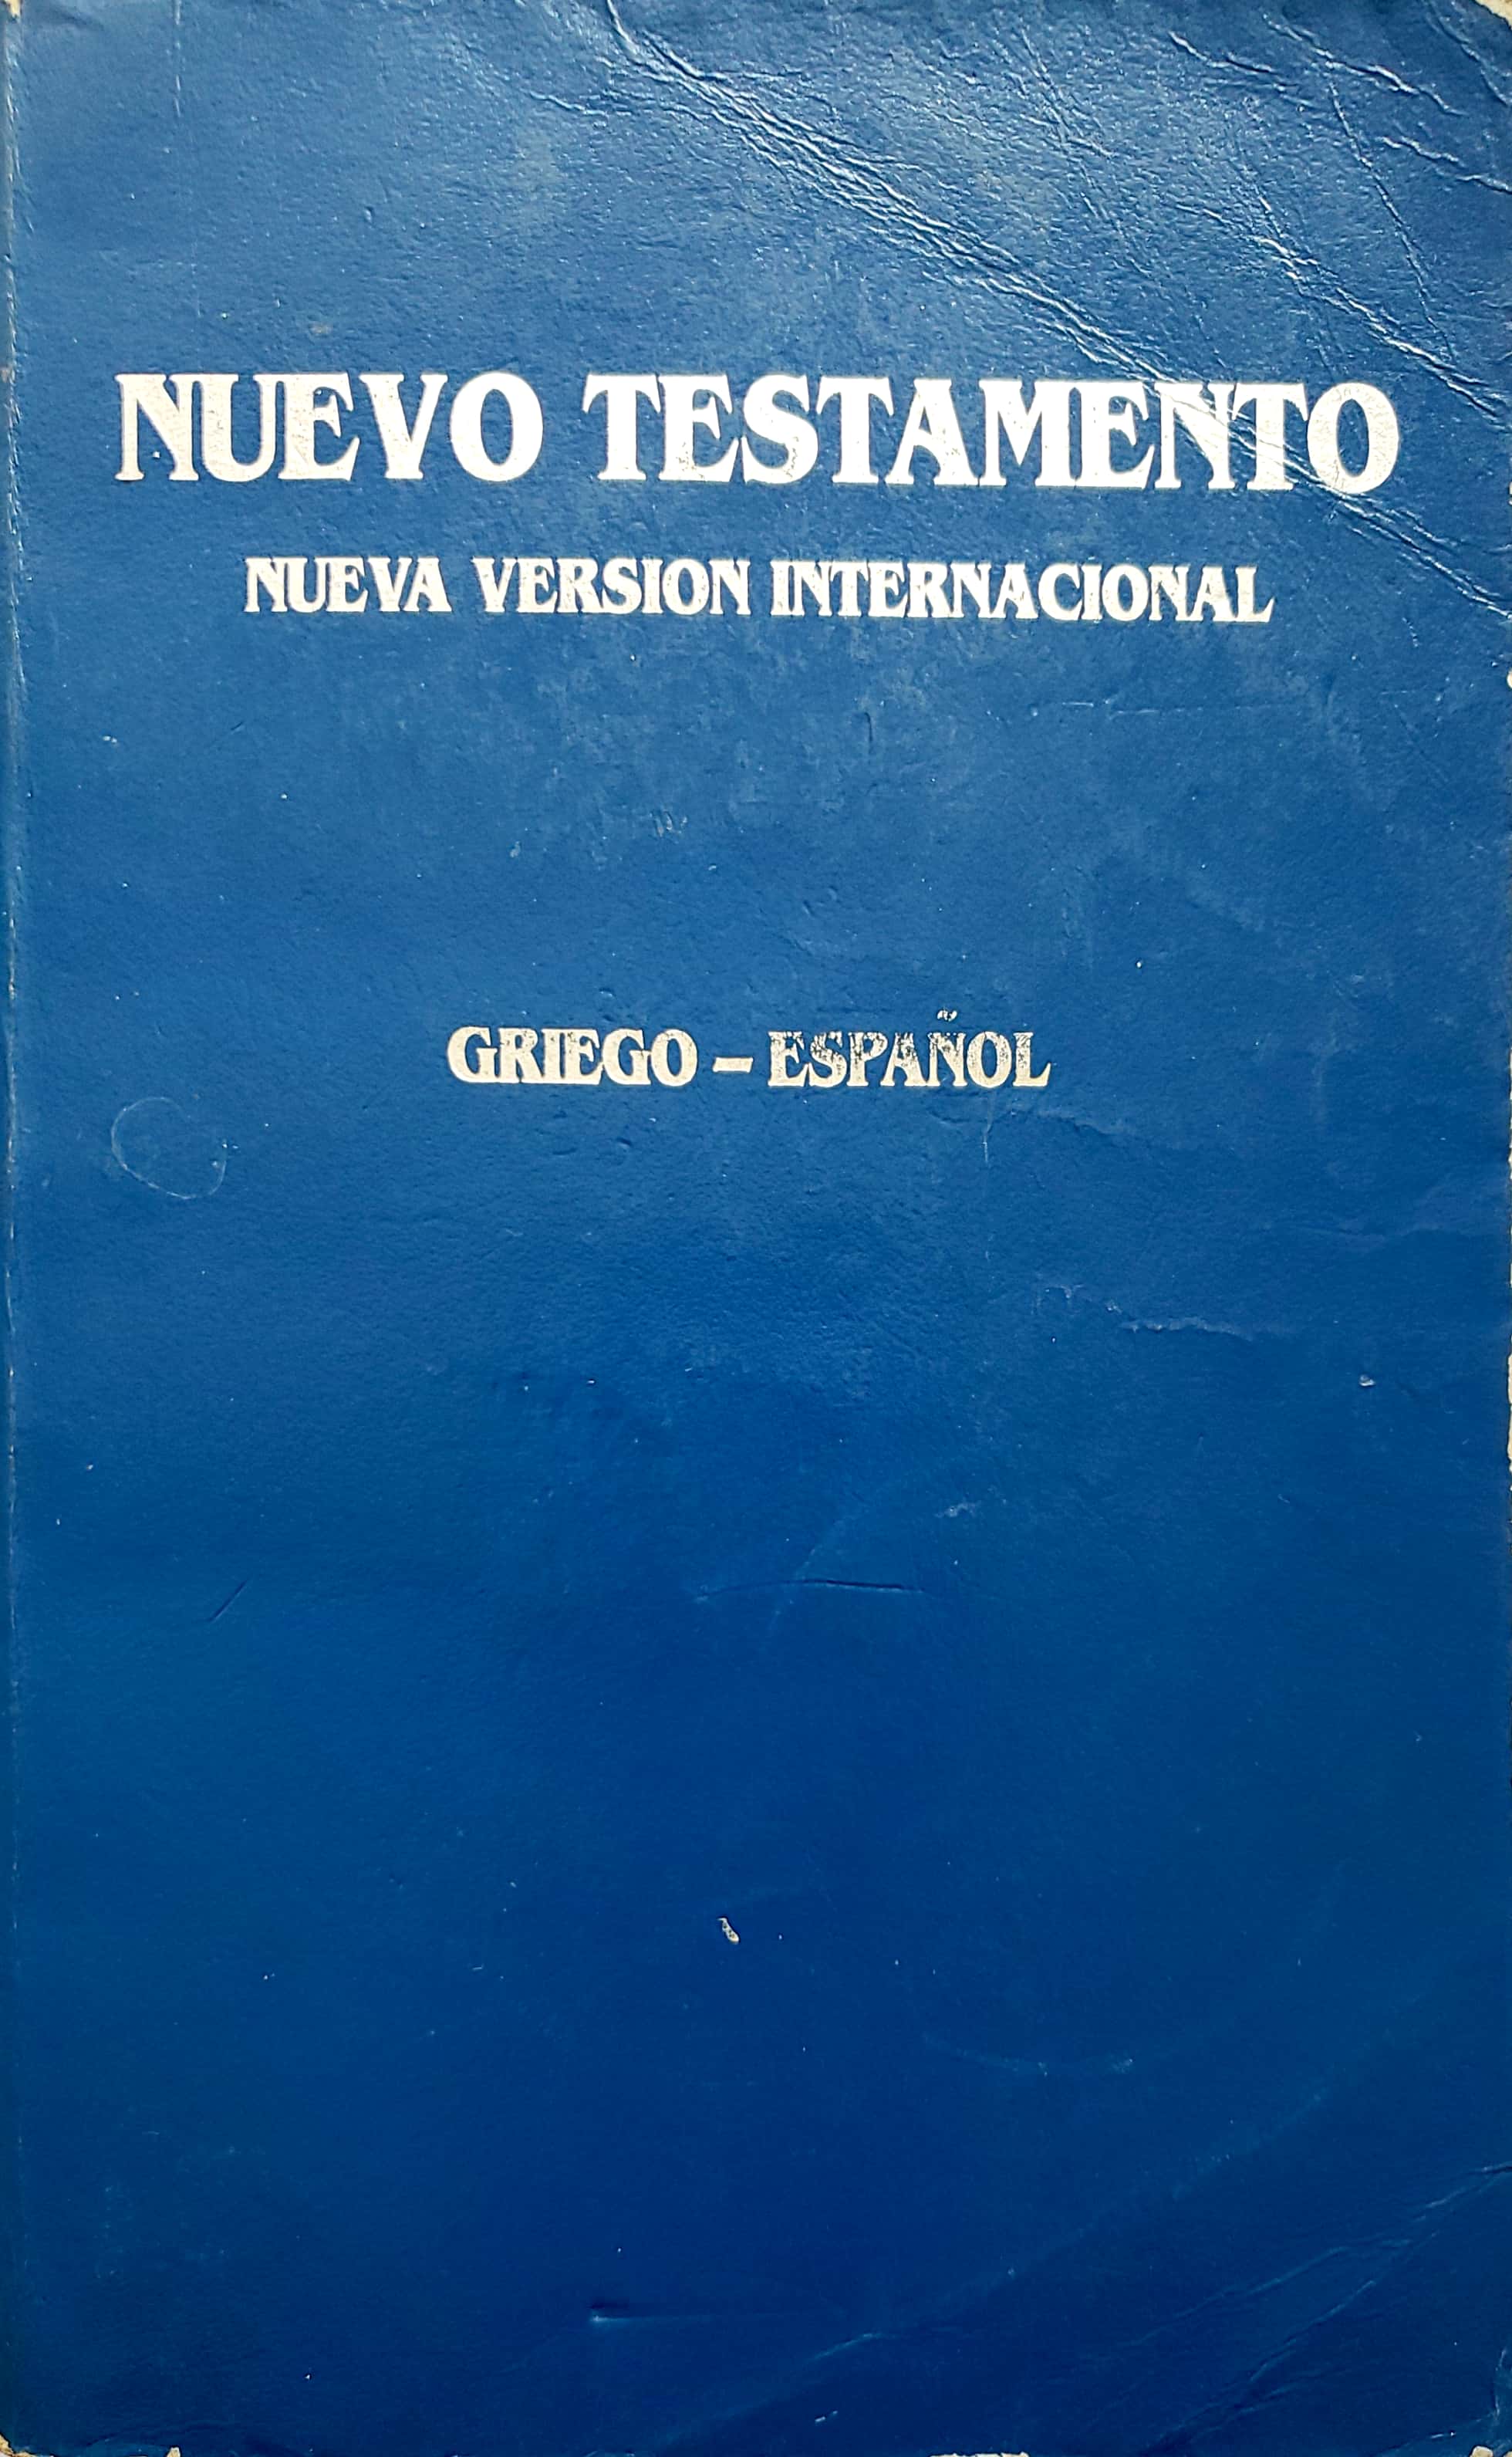 NUEVO TESTAMENTO
NUEVA VERSION INTERNACIONAL
GRIEGO – ESPAÑOL